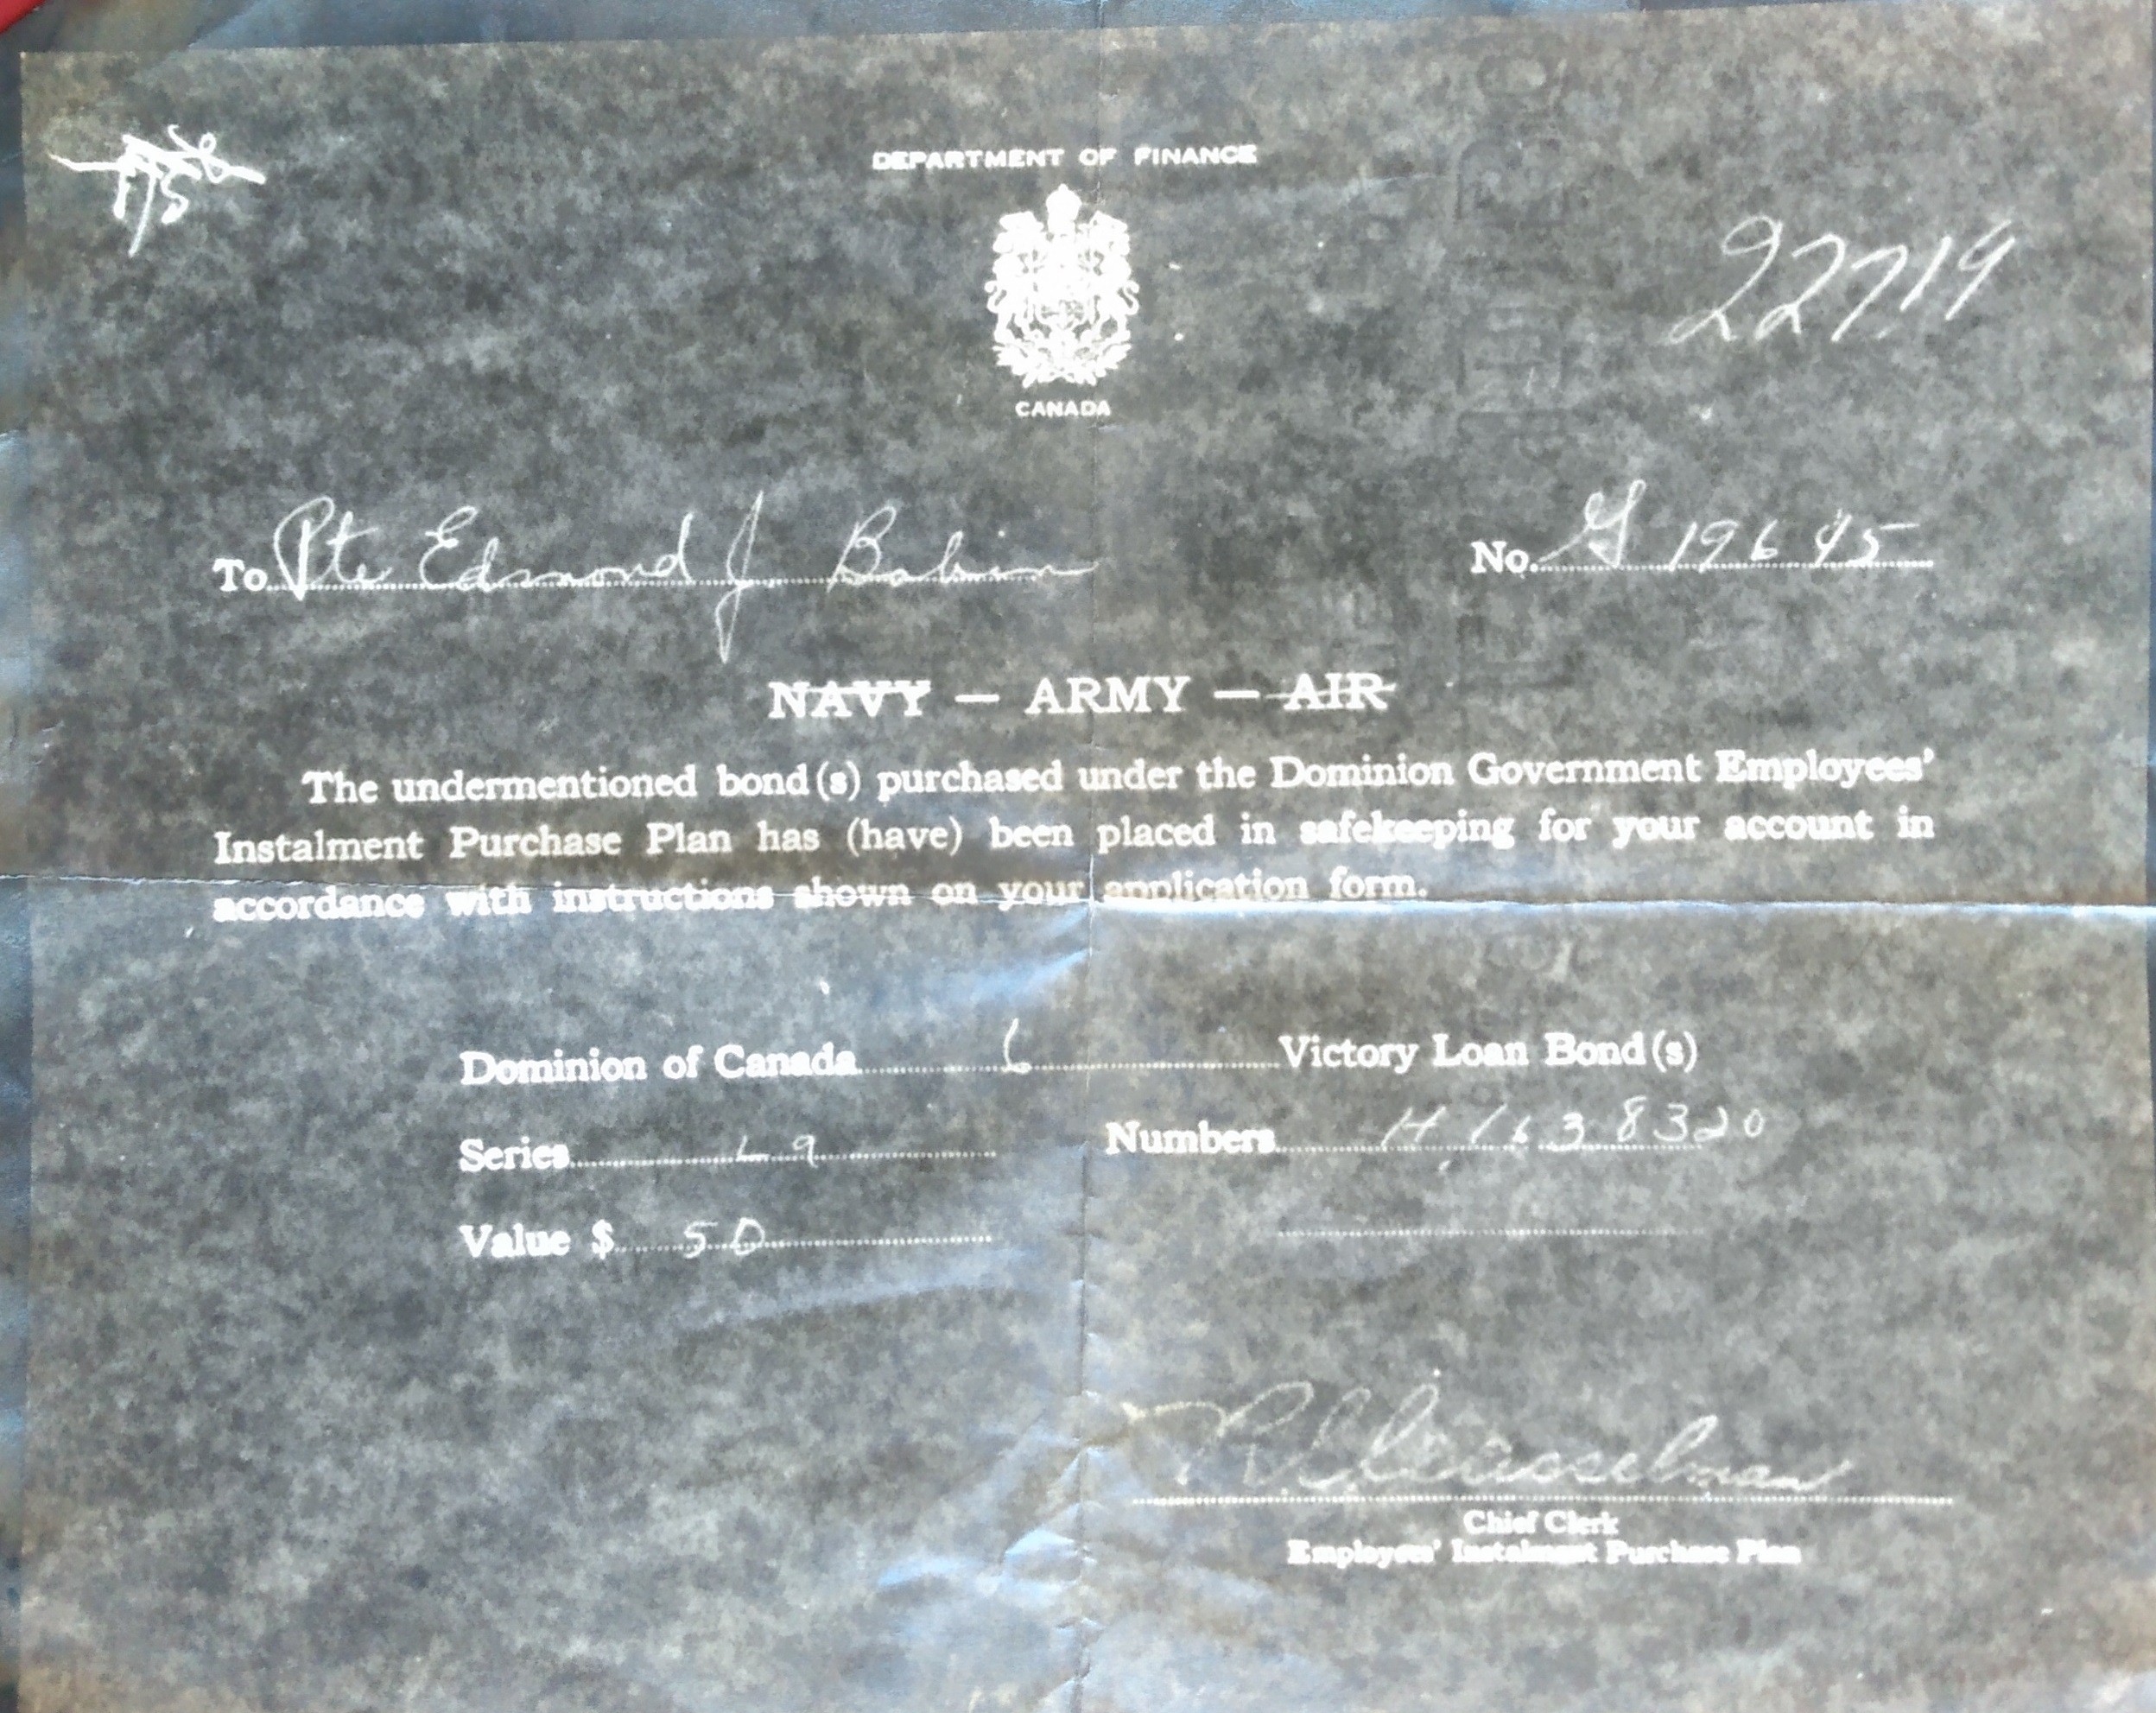 DEPARTMENT OF FINANCE
22719
CANADA
To Pte Edmond J Babin No. G 19645
NAVY — ARMY — AIR
The undermentioned bond(s) purchased under the Dominion Government Employees'
Instalment Purchase Plan has (have) been placed in safekeeping for your account in
accordance with instructions shown on your application form.
Dominion of Canada 6 Victory Loan Bond(s)
Series L9 Numbers H 1638320
Value $ 50
Chief Clerk
Employees' Instalment Purchase Plan